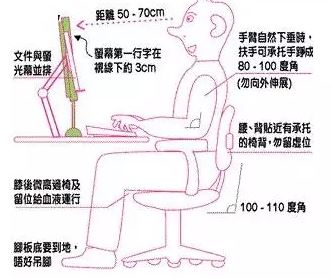 距離 50 - 70cm
文件與螢
光幕並排
螢幕第一行字在
視線下約 3cm
手臂自然下垂時，
扶手可承托手踭成
80 - 100 度角
(勿向外伸展)
腰、背貼近有承托
的椅背，勿留虛位
膝後微高過椅及
留位給血液運行
100 - 110 度角
腳板底要到地，
唔好吊腳